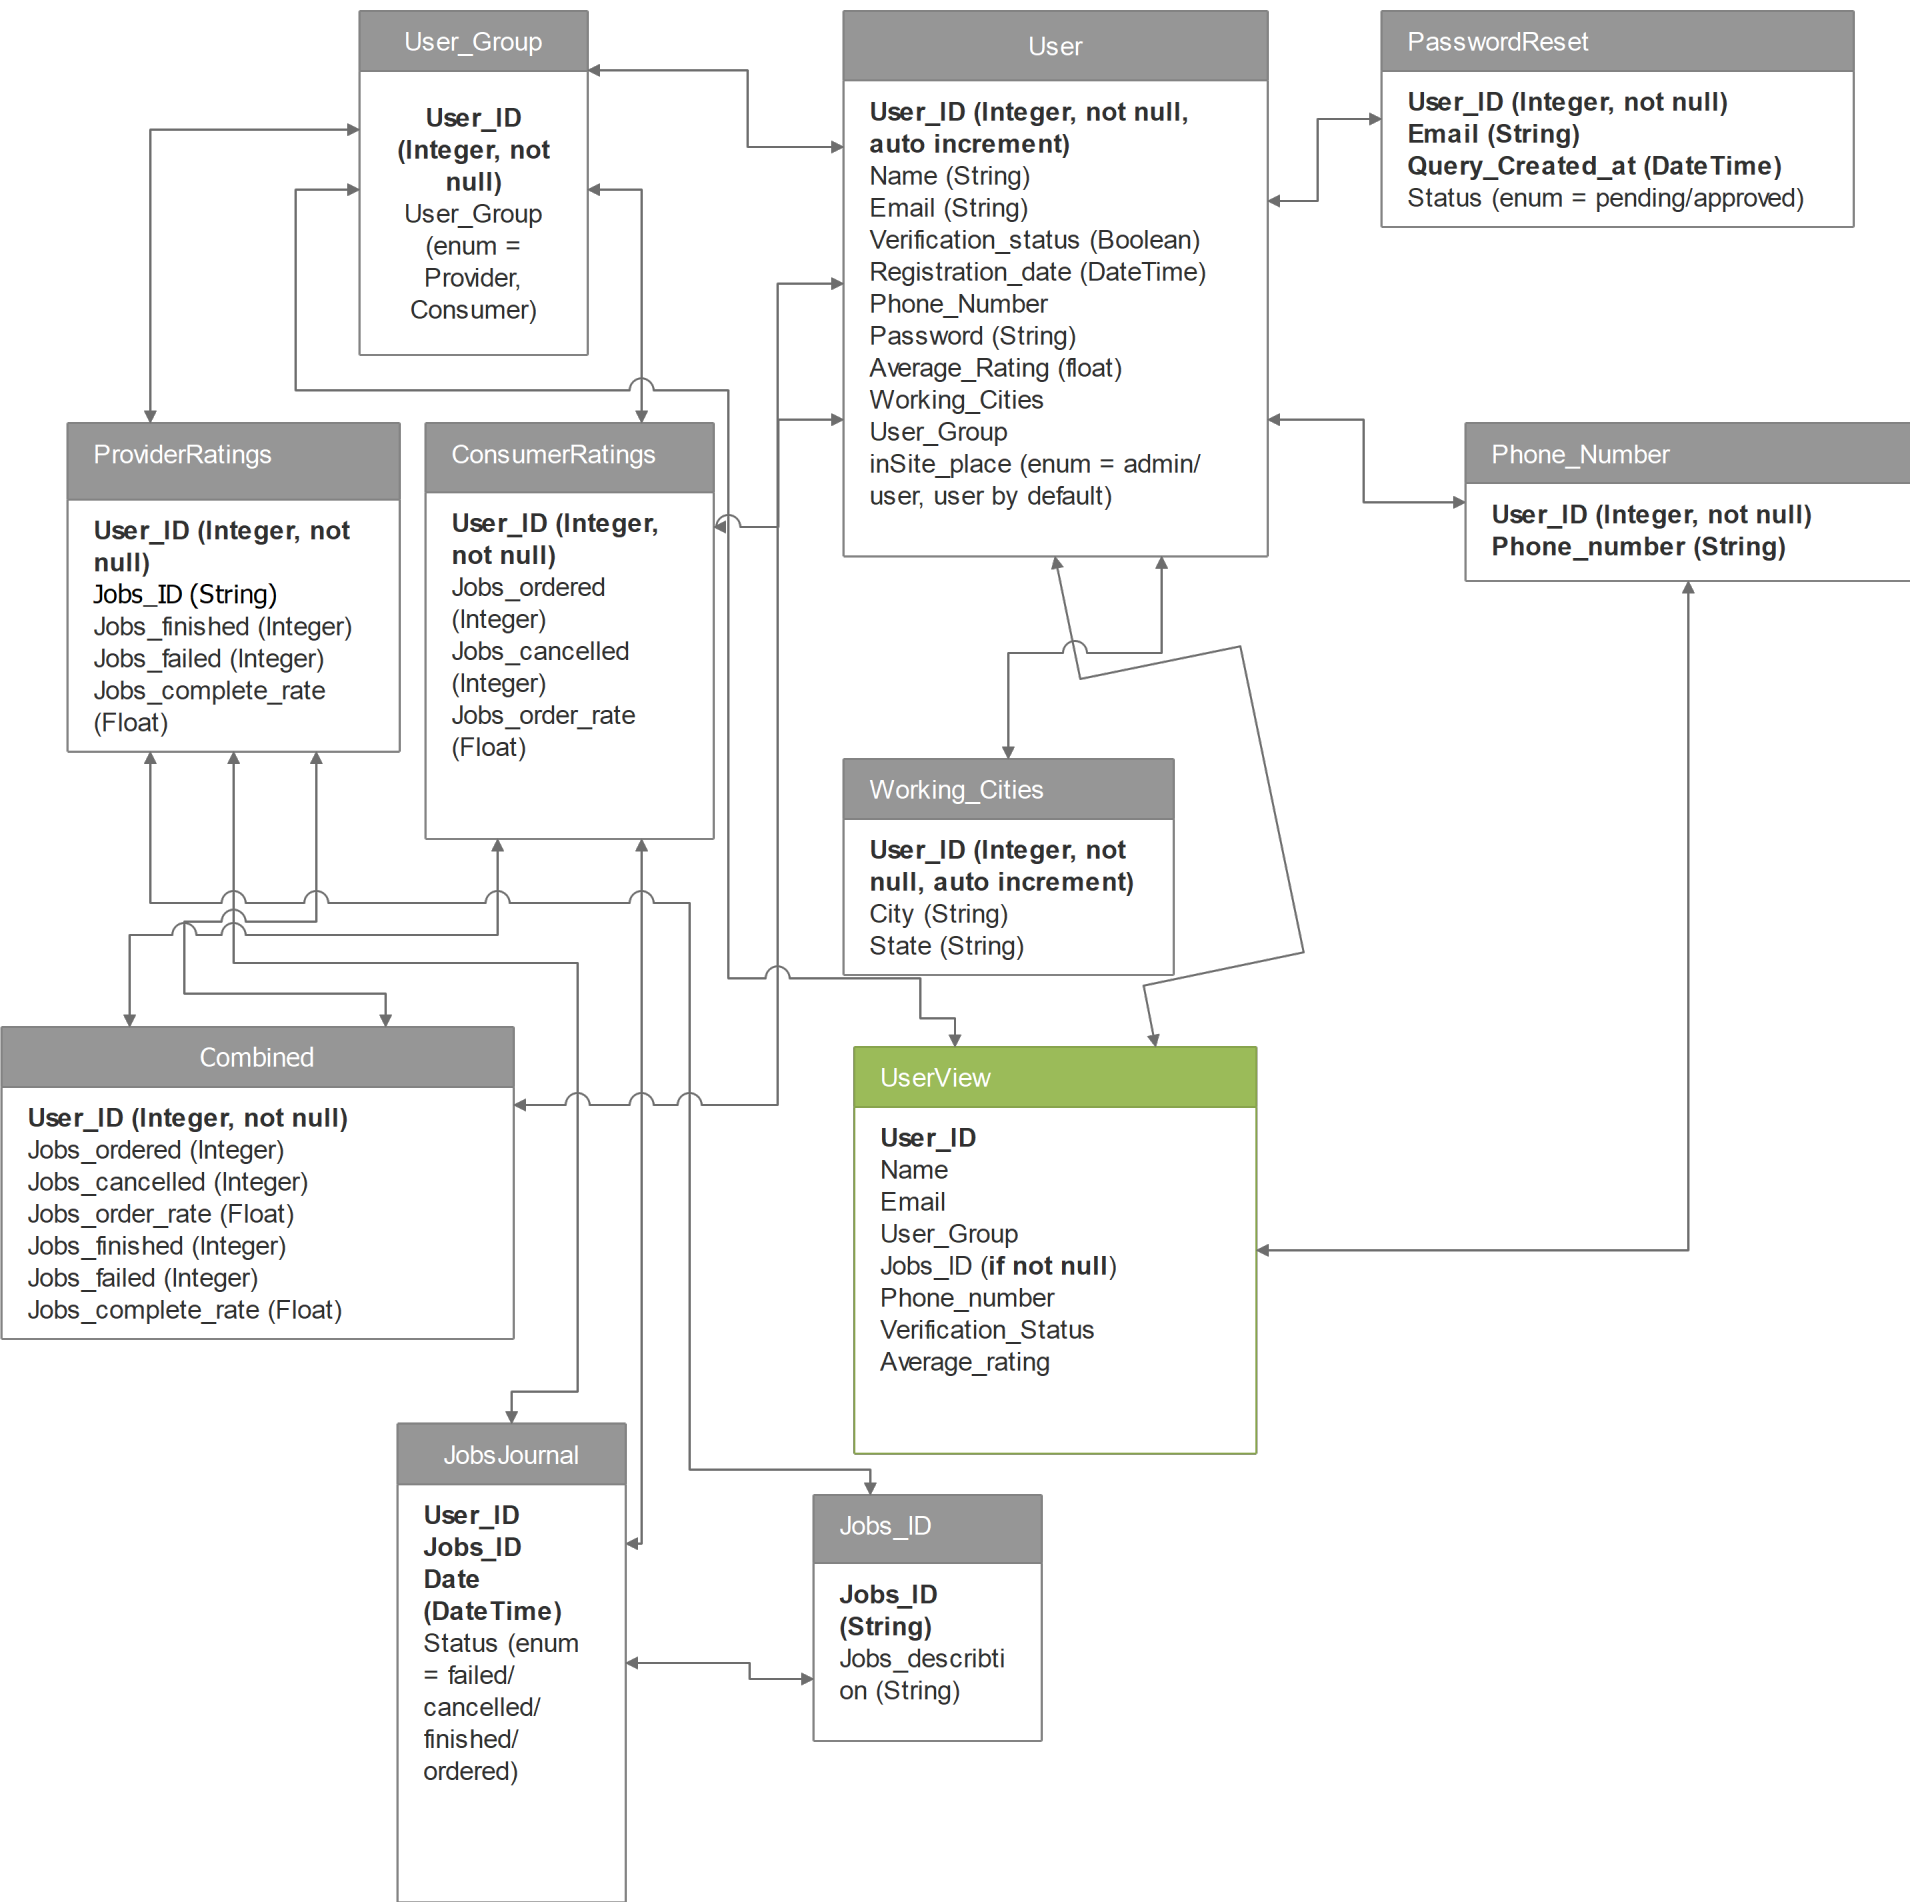 User_Group
User_ID
(Integer, not
null)
User_Group
(enum =
Provider,
Consumer)
User
User_ID (Integer, not null,
auto increment)
Name (String)
Email (String)
Verification_status (Boolean)
Registration_date (DateTime)
Phone_Number
Password (String)
Average_Rating (float)
Working_Cities
User_Group
inSite_place (enum = admin/
user, user by default)
PasswordReset
User_ID (Integer, not null)
Email (String)
Query_Created_at (DateTime)
Status (enum = pending/approved)
ProviderRatings
User_ID (Integer, not
null)
Jobs_ID (String)
Jobs_finished (Integer)
Jobs_failed (Integer)
Jobs_complete_rate
(Float)
ConsumerRatings
User_ID (Integer,
not null)
Jobs_ordered
(Integer)
Jobs_cancelled
(Integer)
Jobs_order_rate
(Float)
Phone_Number
User_ID (Integer, not null)
Phone_number (String)
Working_Cities
User_ID (Integer, not
null, auto increment)
City (String)
State (String)
Combined
User_ID (Integer, not null)
Jobs_ordered (Integer)
Jobs_cancelled (Integer)
Jobs_order_rate (Float)
Jobs_finished (Integer)
Jobs_failed (Integer)
Jobs_complete_rate (Float)
UserView
User_ID
Name
Email
User_Group
Jobs_ID (if not null)
Phone_number
Verification_Status
Average_rating
JobsJournal
User_ID
Jobs_ID
Date
(DateTime)
Status (enum
= failed/
cancelled/
finished/
ordered)
Jobs_ID
Jobs_ID
(String)
Jobs_describti
on (String)